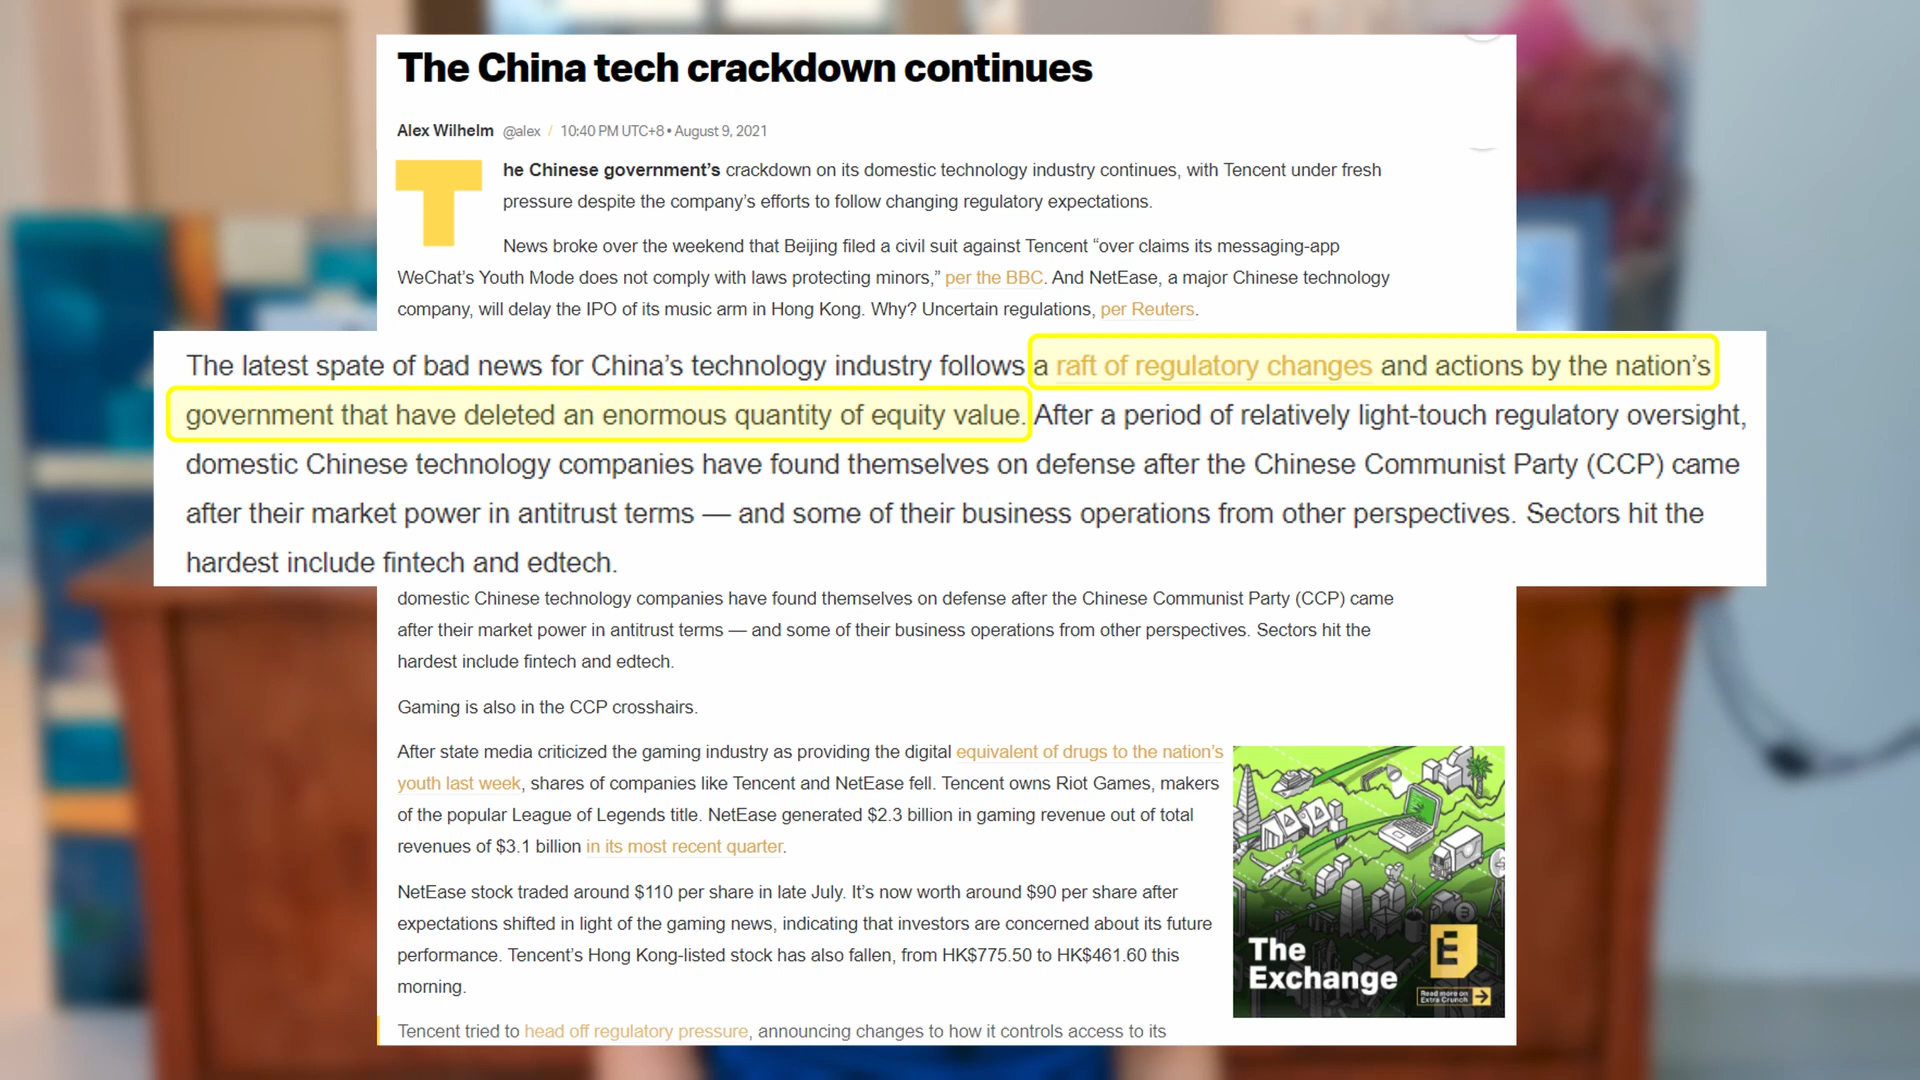 The China tech crackdown continues
Alex Wilhelm @alex / 10:40 PM UTC+8 • August 9, 2021
The Chinese government’s crackdown on its domestic technology industry continues, with Tencent under fresh
pressure despite the company’s efforts to follow changing regulatory expectations.
News broke over the weekend that Beijing filed a civil suit against Tencent “over claims its messaging-app
WeChat’s Youth Mode does not comply with laws protecting minors,” per the BBC. And NetEase, a major Chinese technology
company, will delay the IPO of its music arm in Hong Kong. Why? Uncertain regulations, per Reuters.
The latest spate of bad news for China’s technology industry follows a raft of regulatory changes and actions by the nation’s
government that have deleted an enormous quantity of equity value. After a period of relatively light-touch regulatory oversight,
domestic Chinese technology companies have found themselves on defense after the Chinese Communist Party (CCP) came
after their market power in antitrust terms — and some of their business operations from other perspectives. Sectors hit the
hardest include fintech and edtech.
domestic Chinese technology companies have found themselves on defense after the Chinese Communist Party (CCP) came
after their market power in antitrust terms — and some of their business operations from other perspectives. Sectors hit the
hardest include fintech and edtech.
Gaming is also in the CCP crosshairs.
After state media criticized the gaming industry as providing the digital equivalent of drugs to the nation’s
youth last week, shares of companies like Tencent and NetEase fell. Tencent owns Riot Games, makers
of the popular League of Legends title. NetEase generated $2.3 billion in gaming revenue out of total
revenues of $3.1 billion in its most recent quarter.
NetEase stock traded around $110 per share in late July. It’s now worth around $90 per share after
expectations shifted in light of the gaming news, indicating that investors are concerned about its future
performance. Tencent’s Hong Kong-listed stock has also fallen, from HK$775.50 to HK$461.60 this
morning.
Tencent tried to head off regulatory pressure, announcing changes to how it controls access to its
The
Exchange
E
Read more on
Extra Crunch